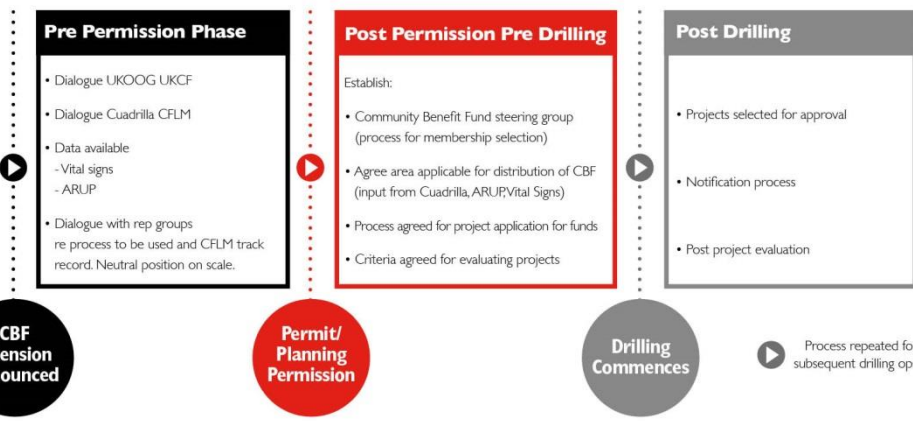 Pre Permission Phase
• Dialogue UKOOG UKCF
• Dialogue Cuadrilla CFLM
• Data available
- Vital signs
- ARUP
• Dialogue with rep groups
re process to be used and CFLM track
record. Neutral position on scale.
Post Permission Pre Drilling
Establish:
• Community Benefit Fund steering group
(process for membership selection)
• Agree area applicable for distribution of CBF
(input from Cuadrilla, ARUP,Vital Signs)
• Process agreed for project application for funds
• Criteria agreed for evaluating projects
Post Drilling
• Projects selected for approval
• Notification process
• Post project evaluation
CBF
ension
ounced
Permit/
Planning
Permission
Drilling
Commences
Process repeated fo
subsequent drilling op